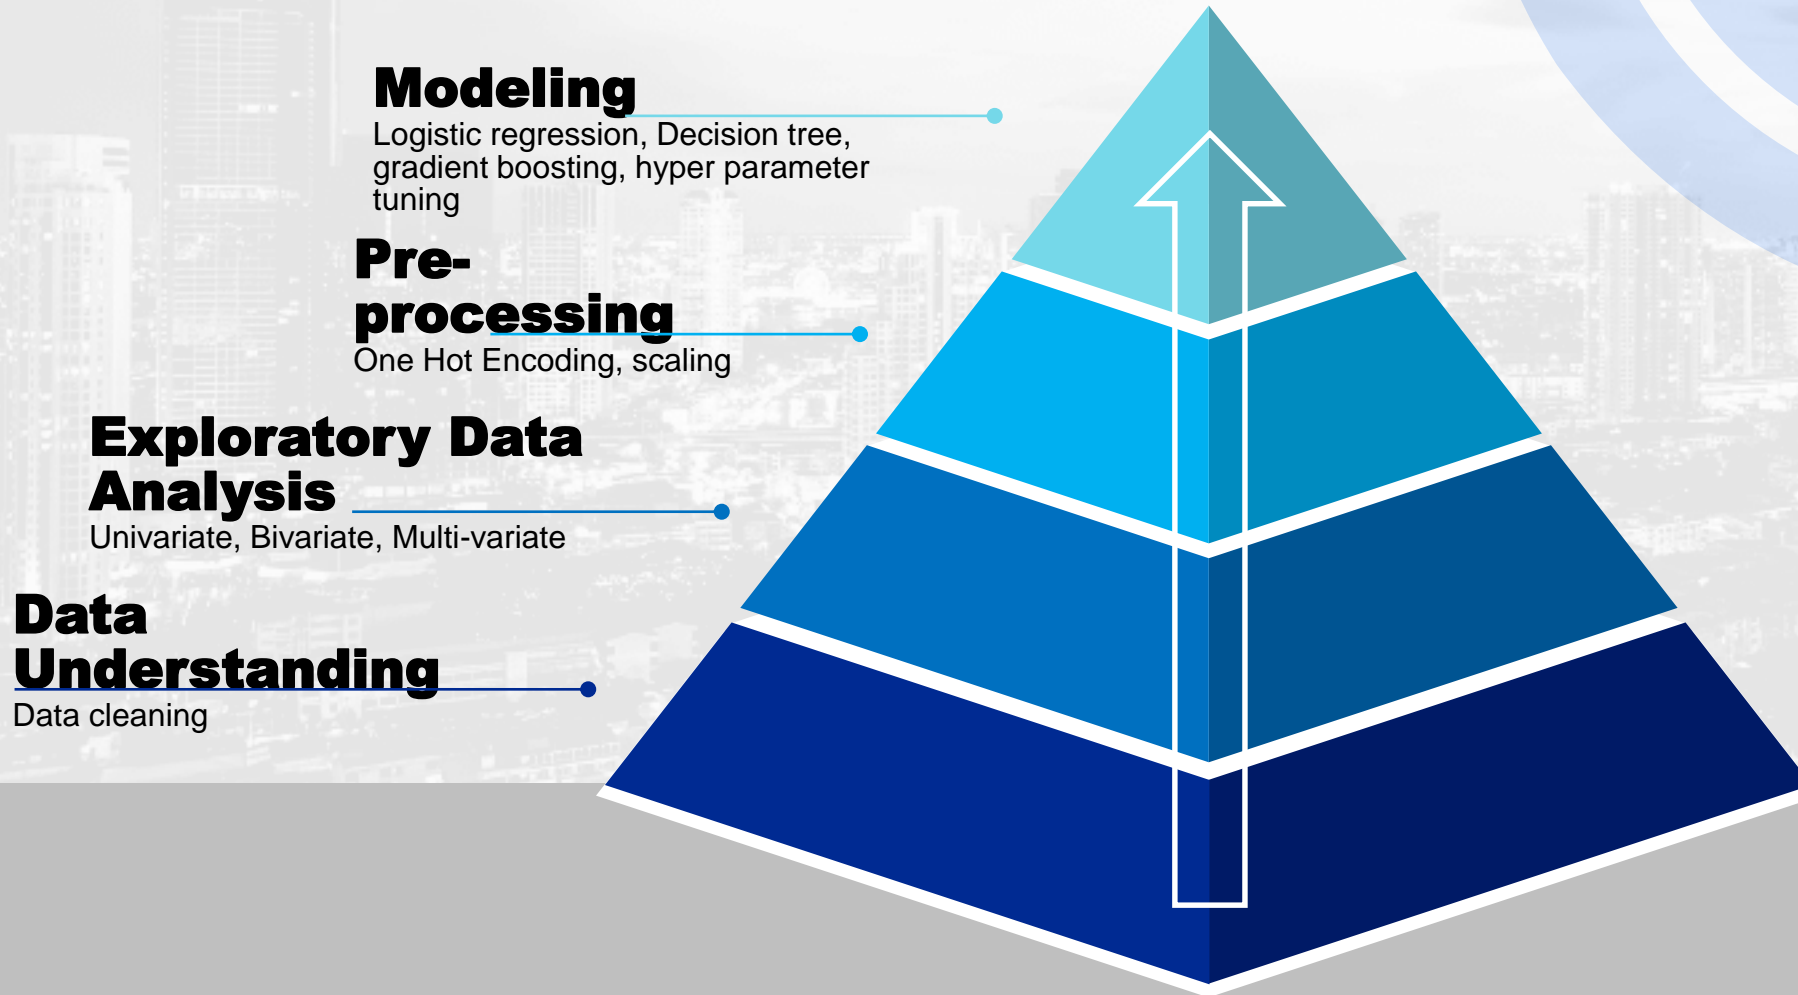 Modeling
Logistic regression, Decision tree,
gradient boosting, hyper parameter
tuning
Pre-
processing
One Hot Encoding, scaling
Exploratory Data
Analysis
Univariate, Bivariate, Multi-variate
Data
Understanding
Data cleaning